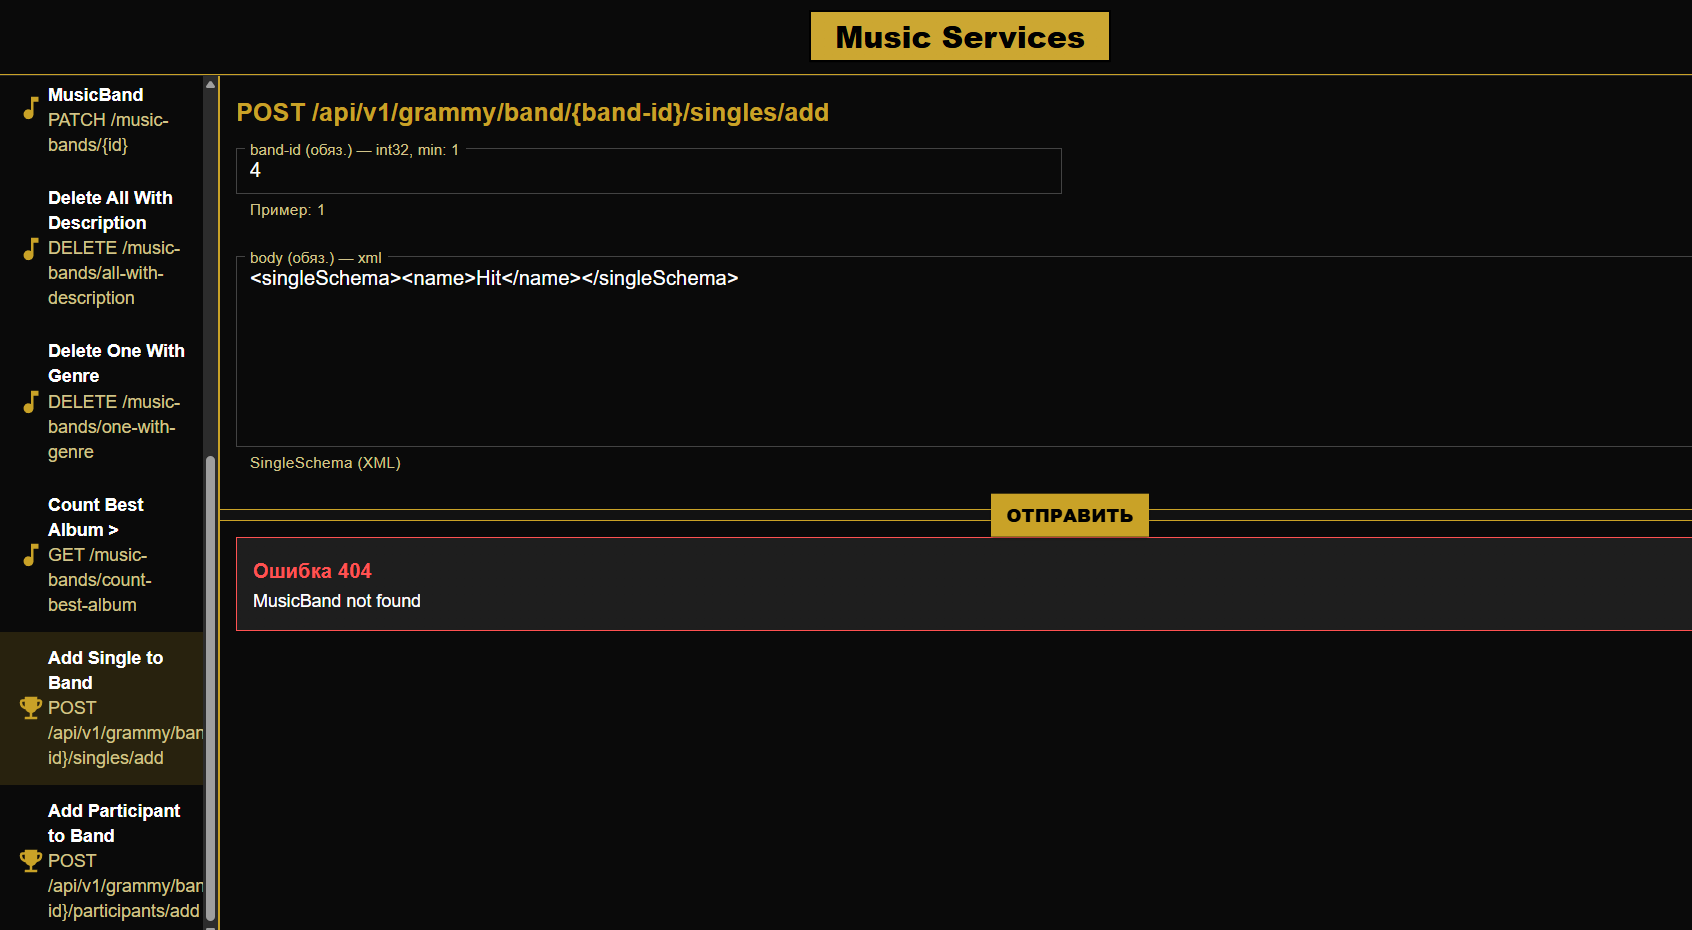 Music Services
MusicBand
PATCH /music-
bands/{id}
Delete All With
Description
DELETE /music-
bands/all-with-
description
Delete One With
Genre
DELETE /music-
bands/one-with-
genre
Count Best
Album >
GET /music-
bands/count-
best-album
Add Single to
Band
POST
/api/v1/grammy/ban
id}/singles/add
Add Participant
to Band
POST
/api/v1/grammy/ban
id}/participants/add
POST /api/v1/grammy/band/{band-id}/singles/add
band-id (обяз.) — int32, min: 1
4
Пример: 1
body (обяз.) — xml
<singleSchema><name>Hit</name></singleSchema>
SingleSchema (XML)
ОТПРАВИТЬ
Ошибка 404
MusicBand not found